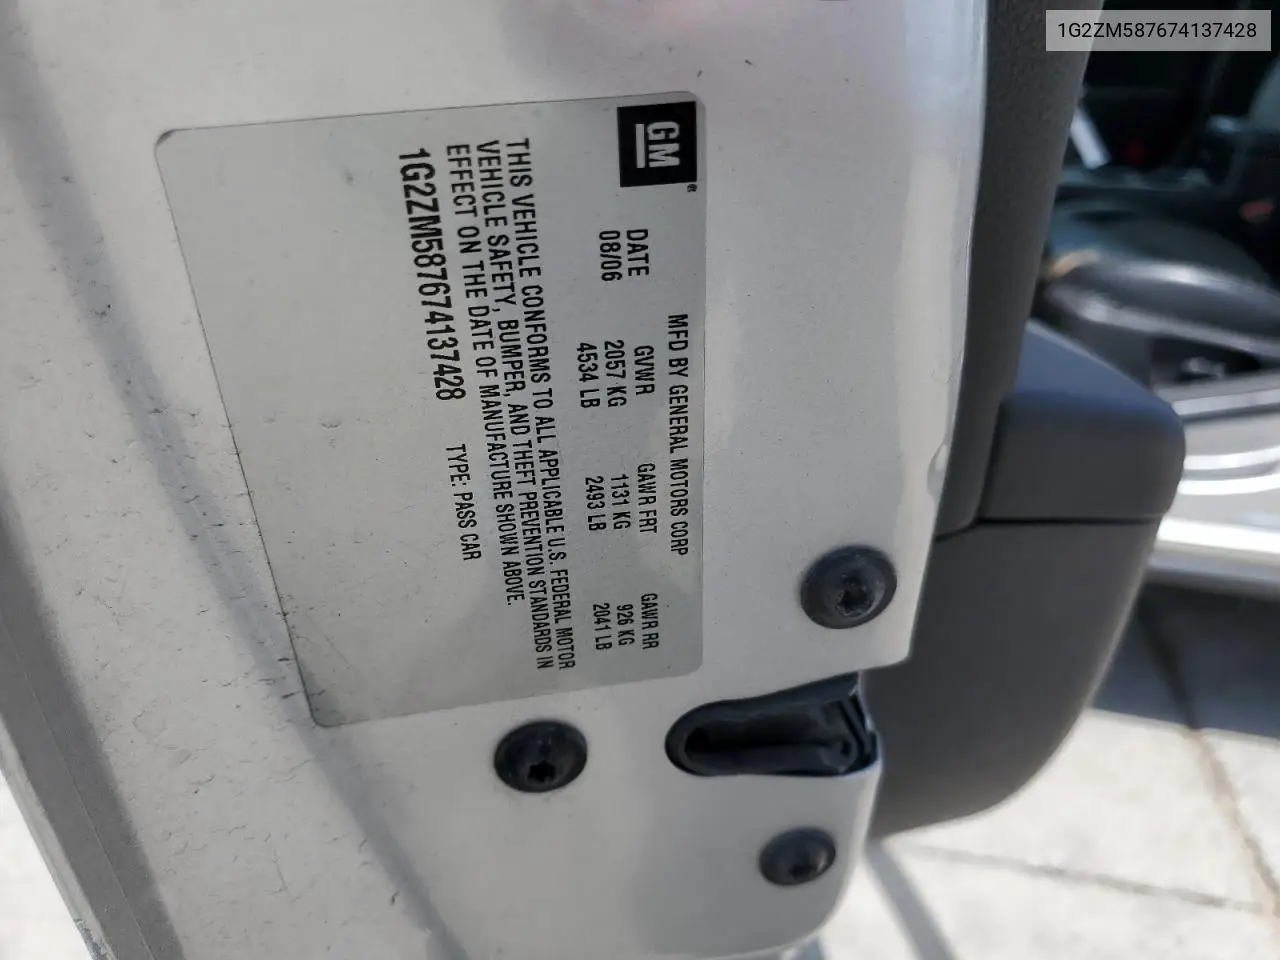 1G2ZM587674137428
GM
®
MFD BY GENERAL MOTORS CORP
DATE GVWR GAWR FRT GAWR RR
08/06 2057 KG 1131 KG 926 KG
4534 LB 2493 LB 2041 LB
THIS VEHICLE CONFORMS TO ALL APPLICABLE U.S. FEDERAL MOTOR
VEHICLE SAFETY, BUMPER, AND THEFT PREVENTION STANDARDS IN
EFFECT ON THE DATE OF MANUFACTURE SHOWN ABOVE.
1G2ZM587674137428 TYPE: PASS CAR